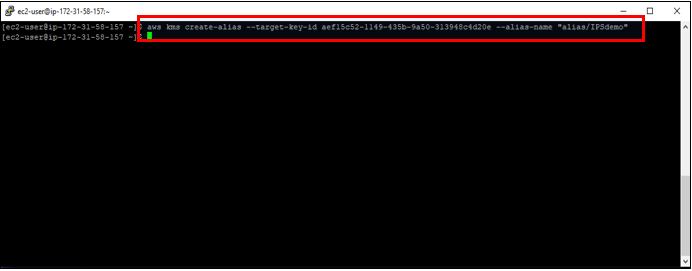 ec2-user@ip-172-31-58-157:~
[ec2-user@ip-172-31-58-157 ~]$ aws kms create-alias --target-key-id aef15c52-1149-435b-9a50-313948c4d20e --alias-name "alias/IPSdemo"
[ec2-user@ip-172-31-58-157 ~]$